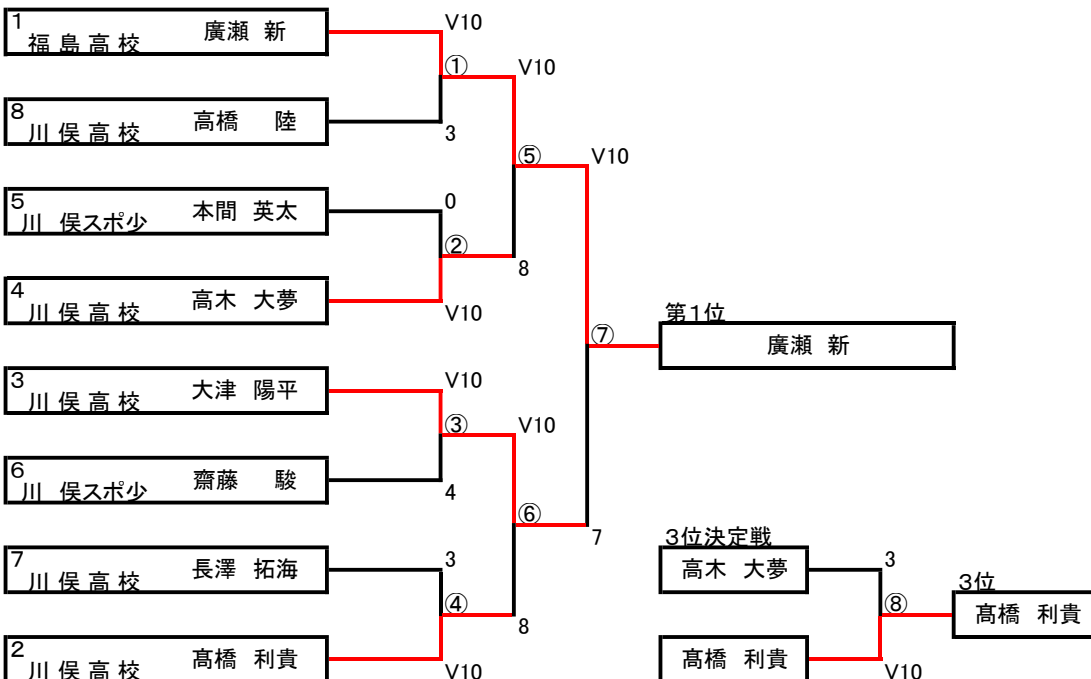 1
福島高校 廣瀬 新
V10
①
V10
8
川俣高校 高橋 陸
3
⑤
V10
5
川 俣スポ少 本間 英太
0
②
8
4
川俣高校 高木 大夢
V10
⑦
第1位
廣瀬 新
3
川俣高校 大津 陽平
V10
③
V10
6
川 俣スポ少 齋藤 駿
4
⑥
7
7
川俣高校 長澤 拓海
3
④
8
2
川俣高校 髙橋 利貴
V10
3位決定戦
高木 大夢
3
⑧
3位
髙橋 利貴
髙橋 利貴
V10